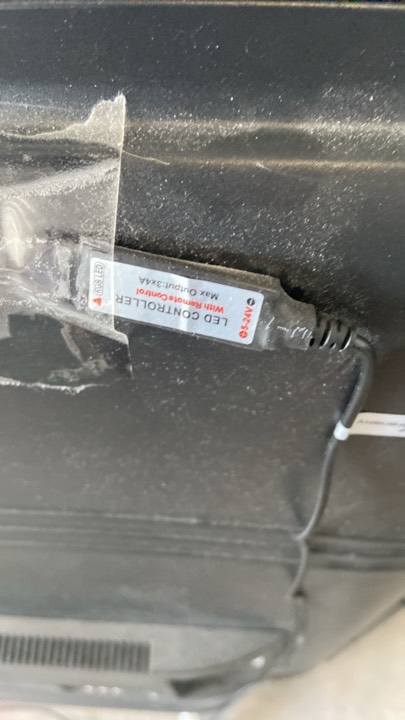 LED CONTROLLER
With Remote Control
Max Output:3x4A
5-24V
RGB LED